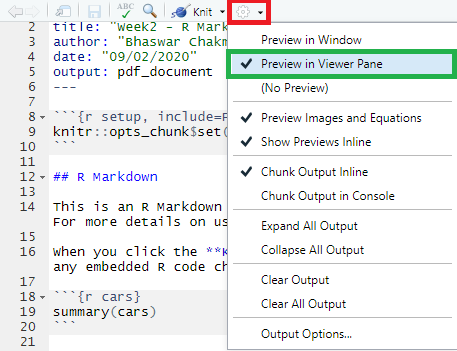 ABC Knit
2 title: "Week2 - R Mark
3 author: "Bhaswar Chakm
4 date: "09/02/2020"
5 output: pdf_document
6 ---
7
8 ```{r setup, include=F
9 knitr::opts_chunk$set(
10 ```
11
12 ## R Markdown
13
14 This is an R Markdown
For more details on us
15
16 When you click the **K
any embedded R code ch
17
18 ```{r cars}
19 summary(cars)
20 ```
21
Preview in Window
Preview in Viewer Pane
(No Preview)
Preview Images and Equations
Show Previews Inline
Chunk Output Inline
Chunk Output in Console
Expand All Output
Collapse All Output
Clear Output
Clear All Output
Output Options...